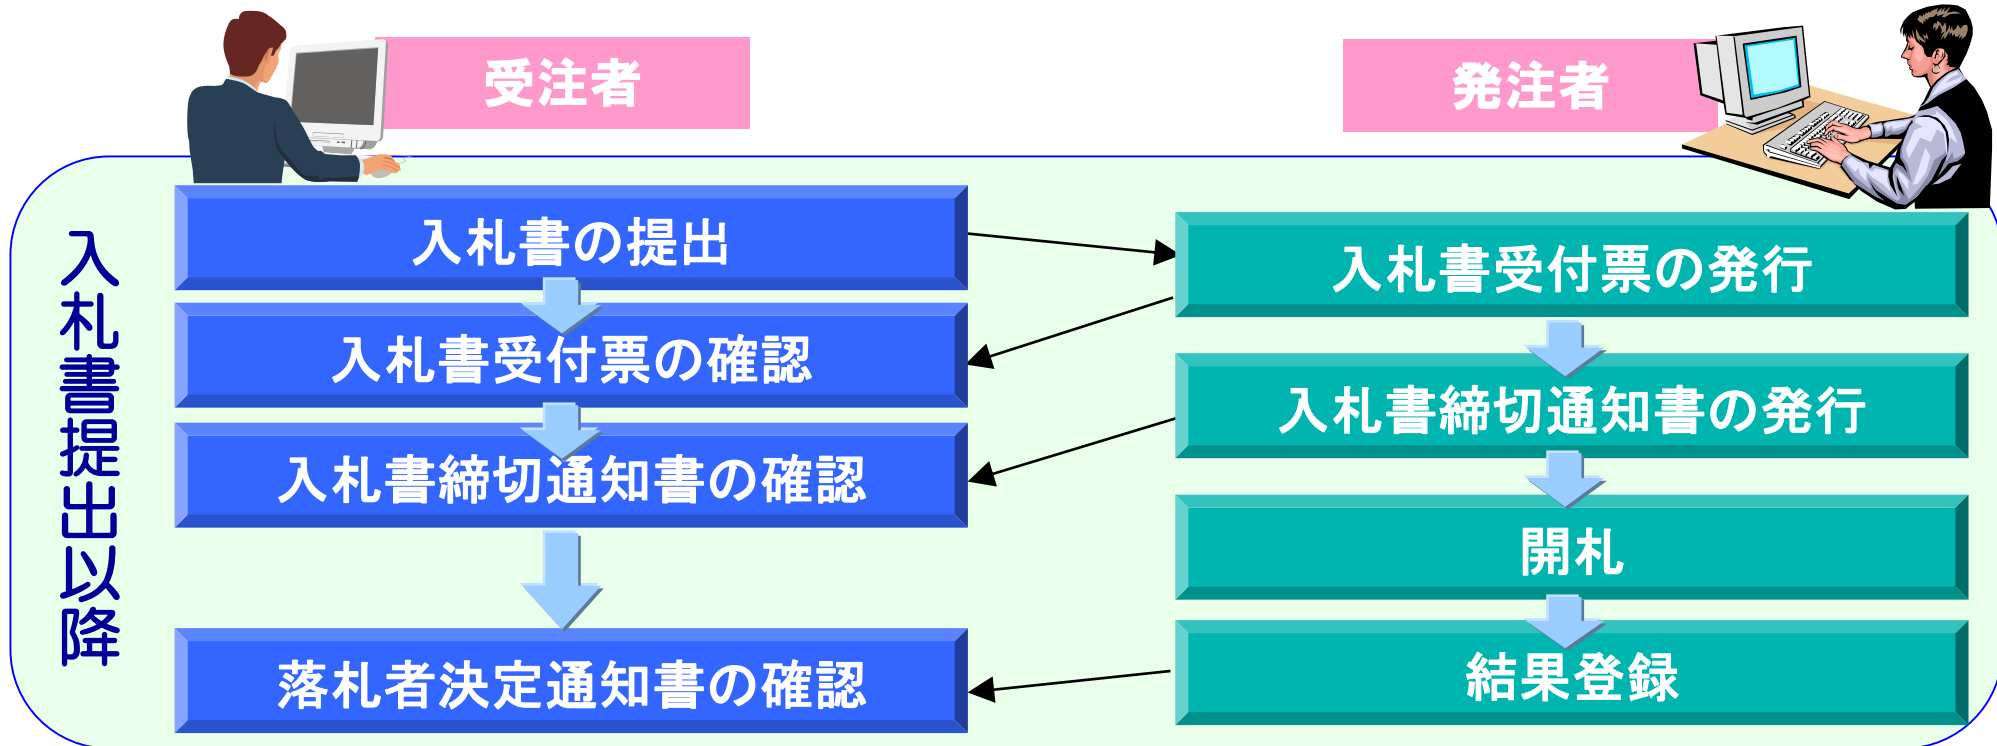 受注者
発注者
入札書提出以降
入札書の提出
入札書受付票の確認
入札書締切通知書の確認
落札者決定通知書の確認
入札書受付票の発行
入札書締切通知書の発行
開札
結果登録